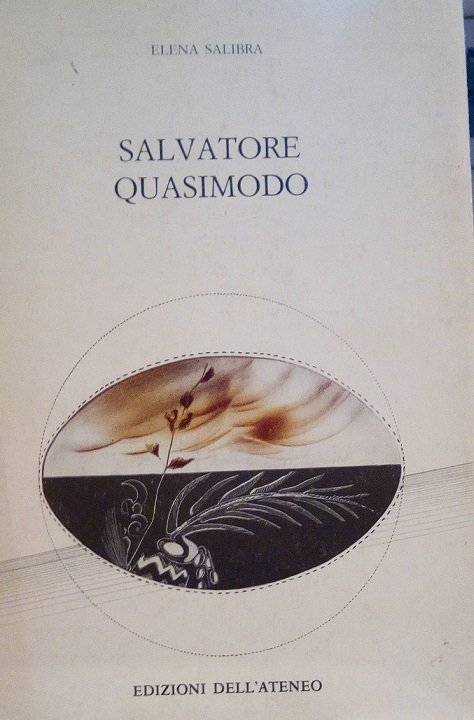 ELENA SALIBRA
SALVATORE
QUASIMODO
EDIZIONI DELL'ATENEO